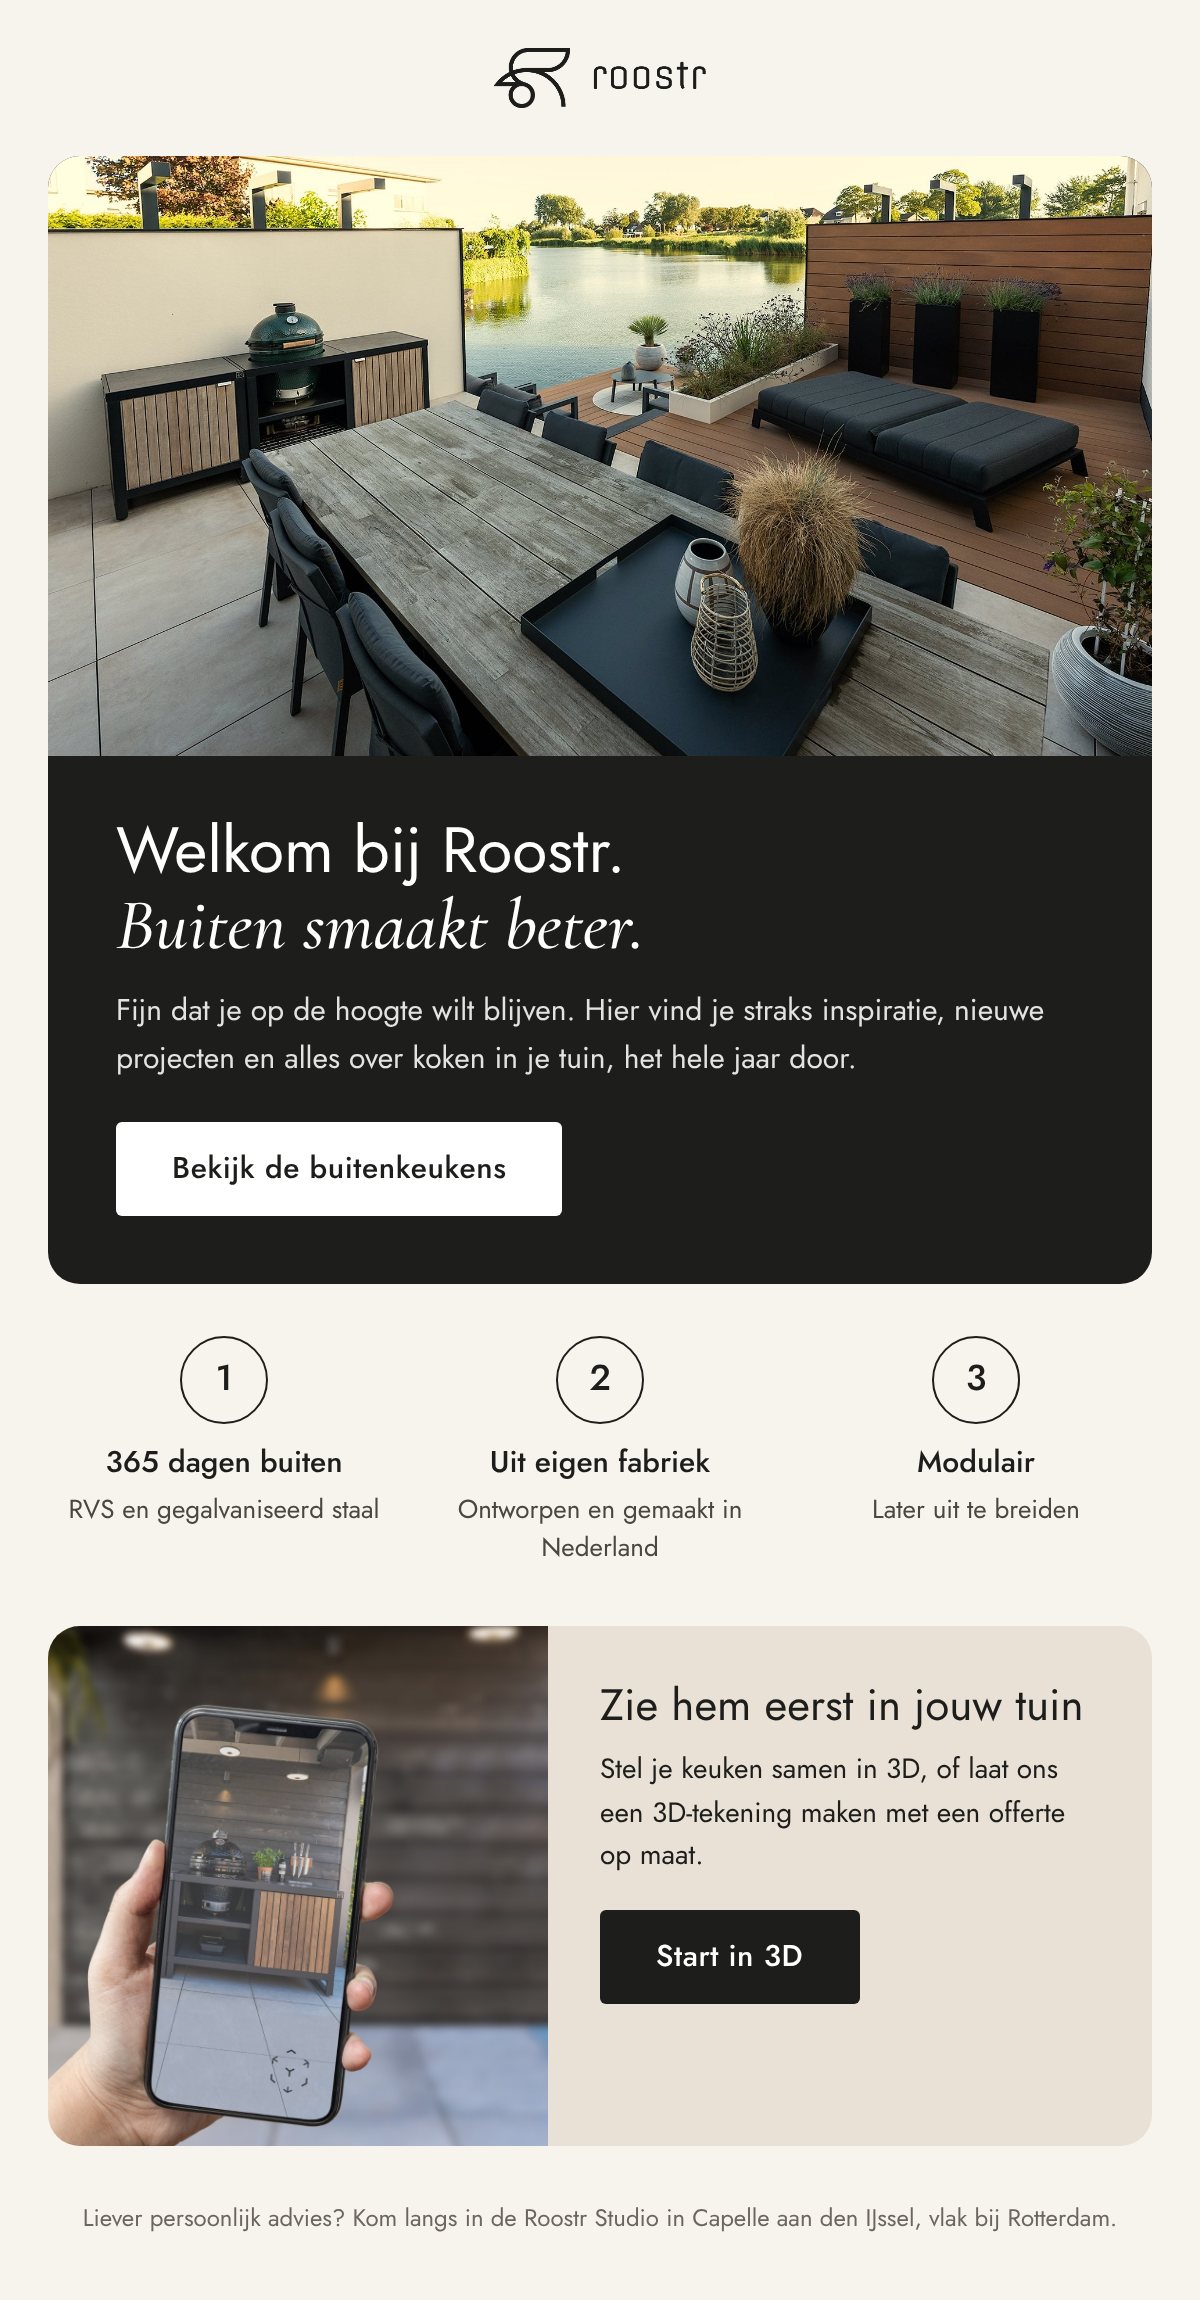 roostr
Welkom bij Roostr.
Buiten smaakt beter.
Fijn dat je op de hoogte wilt blijven. Hier vind je straks inspiratie, nieuwe
projecten en alles over koken in je tuin, het hele jaar door.
Bekijk de buitenkeukens
1
365 dagen buiten
RVS en gegalvaniseerd staal
2
Uit eigen fabriek
Ontworpen en gemaakt in
Nederland
3
Modulair
Later uit te breiden
Zie hem eerst in jouw tuin
Stel je keuken samen in 3D, of laat ons
een 3D-tekening maken met een offerte
op maat.
Start in 3D
Liever persoonlijk advies? Kom langs in de Roostr Studio in Capelle aan den IJssel, vlak bij Rotterdam.